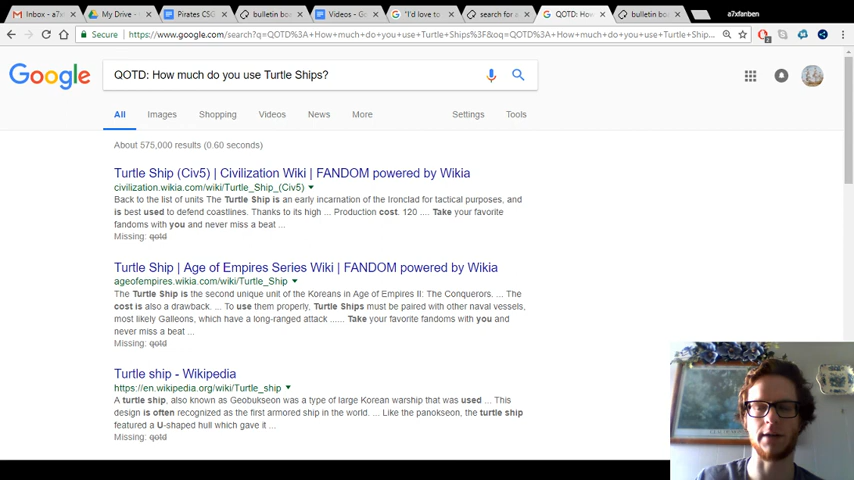 Inbox - a7x
My Drive -
Pirates CSG
bulletin boa
Videos - Go
"I'd love to
search for a
QOTD: How
bulletin boa
a7xfanben
Secure
https://www.google.com/search?q=QOTD%3A+How+much+do+you+use+Turtle+Ships%3F&oq=QOTD%3A+How+much+do+you+use+Turtle+Ships...
Google
QOTD: How much do you use Turtle Ships?
All Images Shopping Videos News More Settings Tools
About 575,000 results (0.60 seconds)
Turtle Ship (Civ5) | Civilization Wiki | FANDOM powered by Wikia
civilization.wikia.com/wiki/Turtle_Ship_(Civ5)
Back to the list of units The Turtle Ship is an early incarnation of the Ironclad for tactical purposes, and
is best used to defend coastlines. Thanks to its high ... Production cost. 120 .... Take your favorite
fandoms with you and never miss a beat ...
Missing: qotd
Turtle Ship | Age of Empires Series Wiki | FANDOM powered by Wikia
ageofempires.wikia.com/wiki/Turtle_Ship
The Turtle Ship is the second unique unit of the Koreans in Age of Empires II: The Conquerors. ... The
cost is also a drawback. ... To use them properly, Turtle Ships must be paired with other naval vessels,
most likely Galleons, which have a long-ranged attack ...... Take your favorite fandoms with you and
never miss a beat ...
Missing: qotd
Turtle ship - Wikipedia
https://en.wikipedia.org/wiki/Turtle_ship
A turtle ship, also known as Geobukseon was a type of large Korean warship that was used ... This
design is often recognized as the first armored ship in the world. ... Like the panokseon, the turtle ship
featured a U-shaped hull which gave it ...
Missing: qotd